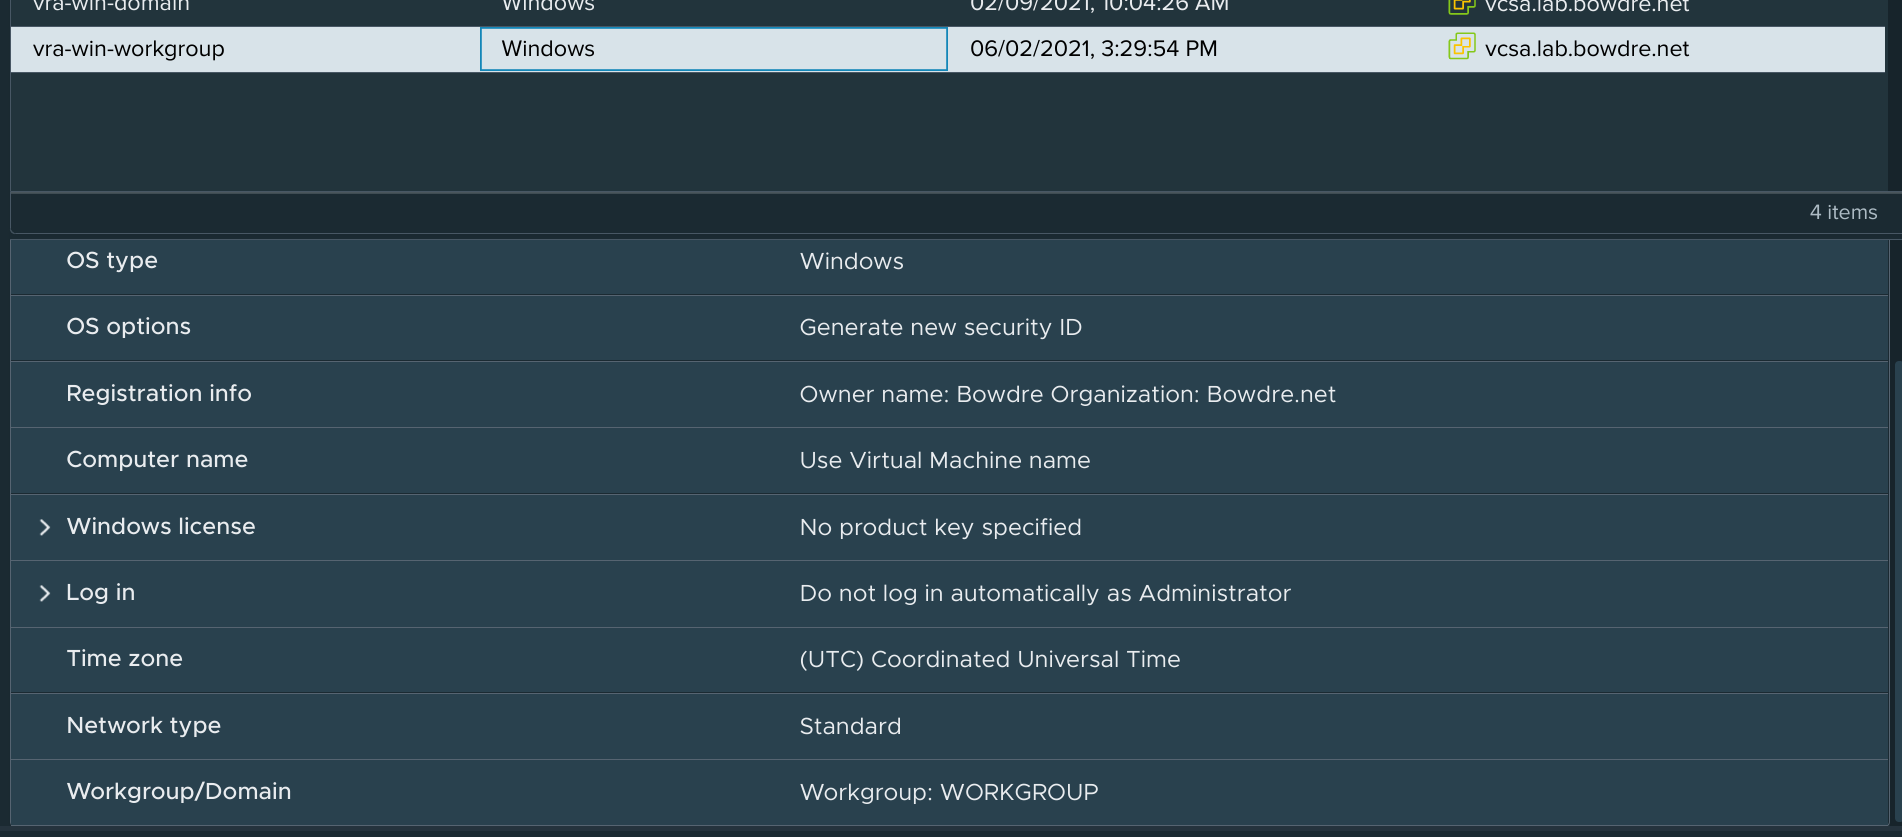 vra-win-domain Windows 02/09/2021, 10:04:26 AM vcsa.lab.bowdre.net
vra-win-workgroup Windows 06/02/2021, 3:29:54 PM vcsa.lab.bowdre.net
4 items
OS type Windows
OS options Generate new security ID
Registration info Owner name: Bowdre Organization: Bowdre.net
Computer name Use Virtual Machine name
Windows license No product key specified
Log in Do not log in automatically as Administrator
Time zone (UTC) Coordinated Universal Time
Network type Standard
Workgroup/Domain Workgroup: WORKGROUP